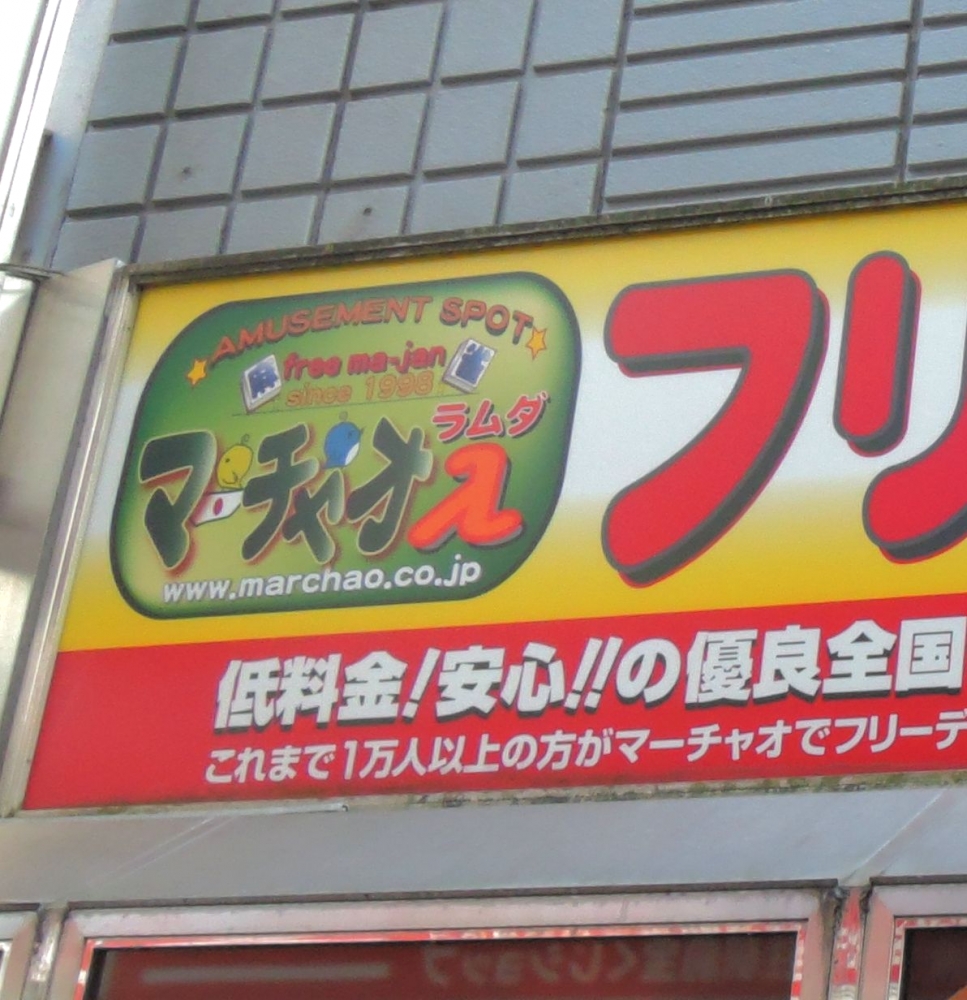 AMUSEMENT SPOT
free ma-jan
since 1998
ラムダ
マーチャオλ
www.marchao.co.jp
フリ
低料金!安心!!の優良全国
これまで1万人以上の方がマーチャオでフリーデ